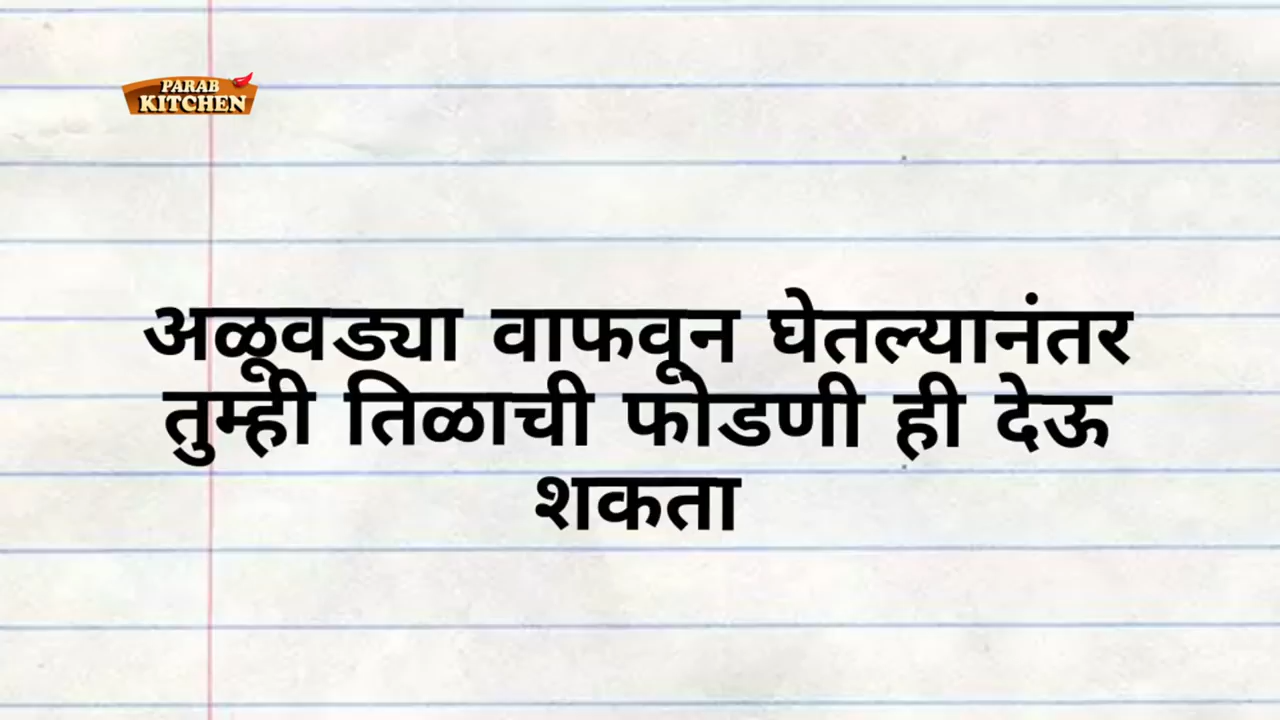 PARAB
KITCHEN
अळूवड्या वाफवून घेतल्यानंतर
तुम्ही तिळाची फोडणी ही देऊ
शकता